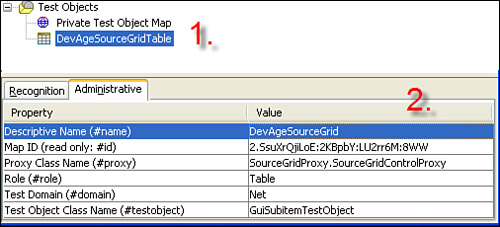 Test Objects
Private Test Object Map
DevAgeSourceGridTable
1.
Recognition Administrative
2.
Property Value
Descriptive Name (#name) DevAgeSourceGrid
Map ID (read only: #id) 2.SsuXrQjiLoE:2KBpbY:LU2rr6M:8WW
Proxy Class Name (#proxy) SourceGridProxy.SourceGridControlProxy
Role (#role) Table
Test Domain (#domain) Net
Test Object Class Name (#testobject) GuiSubitemTestObject